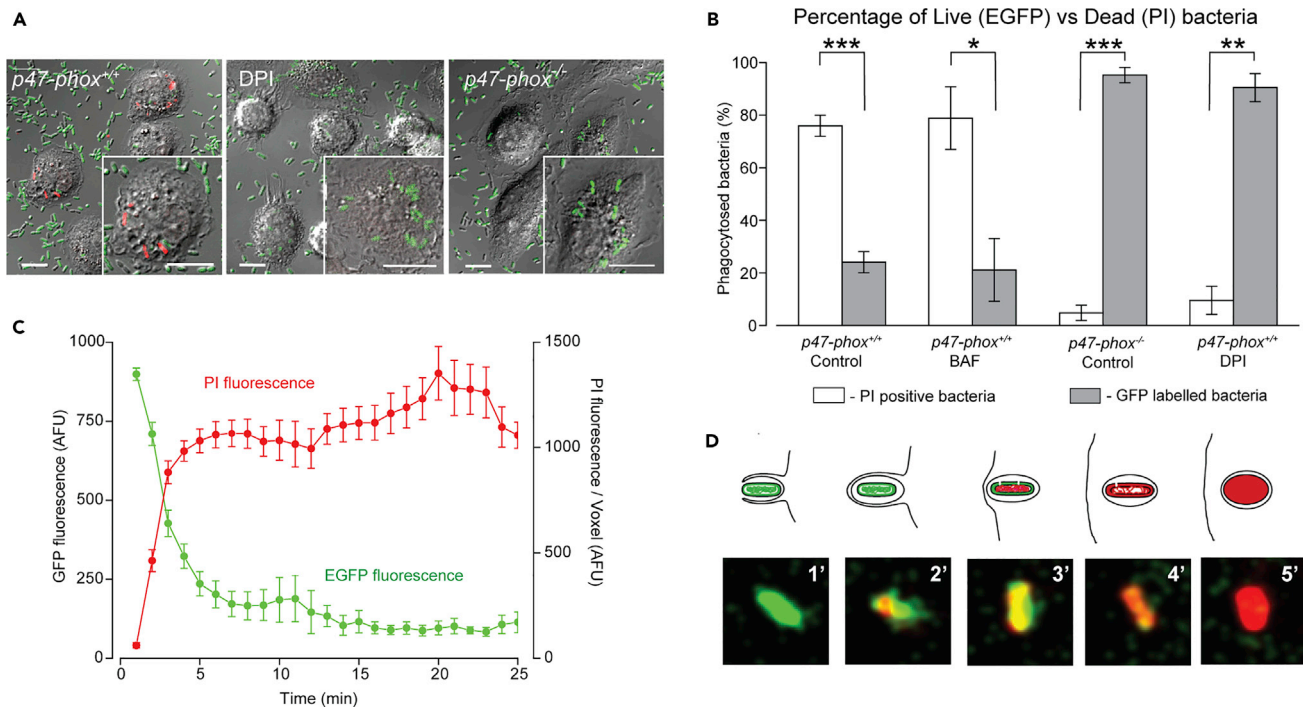 A
p47-phox+/+
DPI
p47-phox-/-
B
Percentage of Live (EGFP) vs Dead (PI) bacteria
***
*
***
**
Phagocytosed bacteria (%)
100
80
60
40
20
0
p47-phox+/+
Control
p47-phox+/+
BAF
p47-phox-/-
Control
p47-phox+/+
DPI
- PI positive bacteria
- GFP labelled bacteria
C
GFP fluorescence (AFU)
1000
750
500
250
0
PI fluorescence
EGFP fluorescence
1500
1000
500
0
PI fluorescence / Voxel (AFU)
0
5
10
15
20
25
Time (min)
D
1’
2’
3’
4’
5’